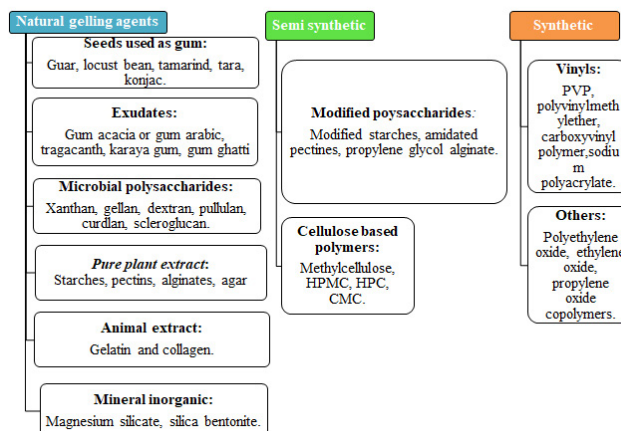 Natural gelling agents
Seeds used as gum:
Guar, locust bean, tamarind, tara,
konjac.
Exudates:
Gum acacia or gum arabic,
tragacanth, karaya gum, gum ghatti
Microbial polysaccharides:
Xanthan, gellan, dextran, pullulan,
curdlan, scleroglucan.
Pure plant extract:
Starches, pectins, alginates, agar
Animal extract:
Gelatin and collagen.
Mineral inorganic:
Magnesium silicate, silica bentonite.
Semi synthetic
Modified poysaccharides:
Modified starches, amidated
pectines, propylene glycol alginate.
Cellulose based
polymers:
Methylcellulose,
HPMC, HPC,
CMC.
Synthetic
Vinyls:
PVP,
polyvinylmeth
ylether,
carboxyvinyl
polymer,sodiu
m
polyacrylate.
Others:
Polyethylene
oxide, ethylene
oxide,
propylene
oxide
copolymers.